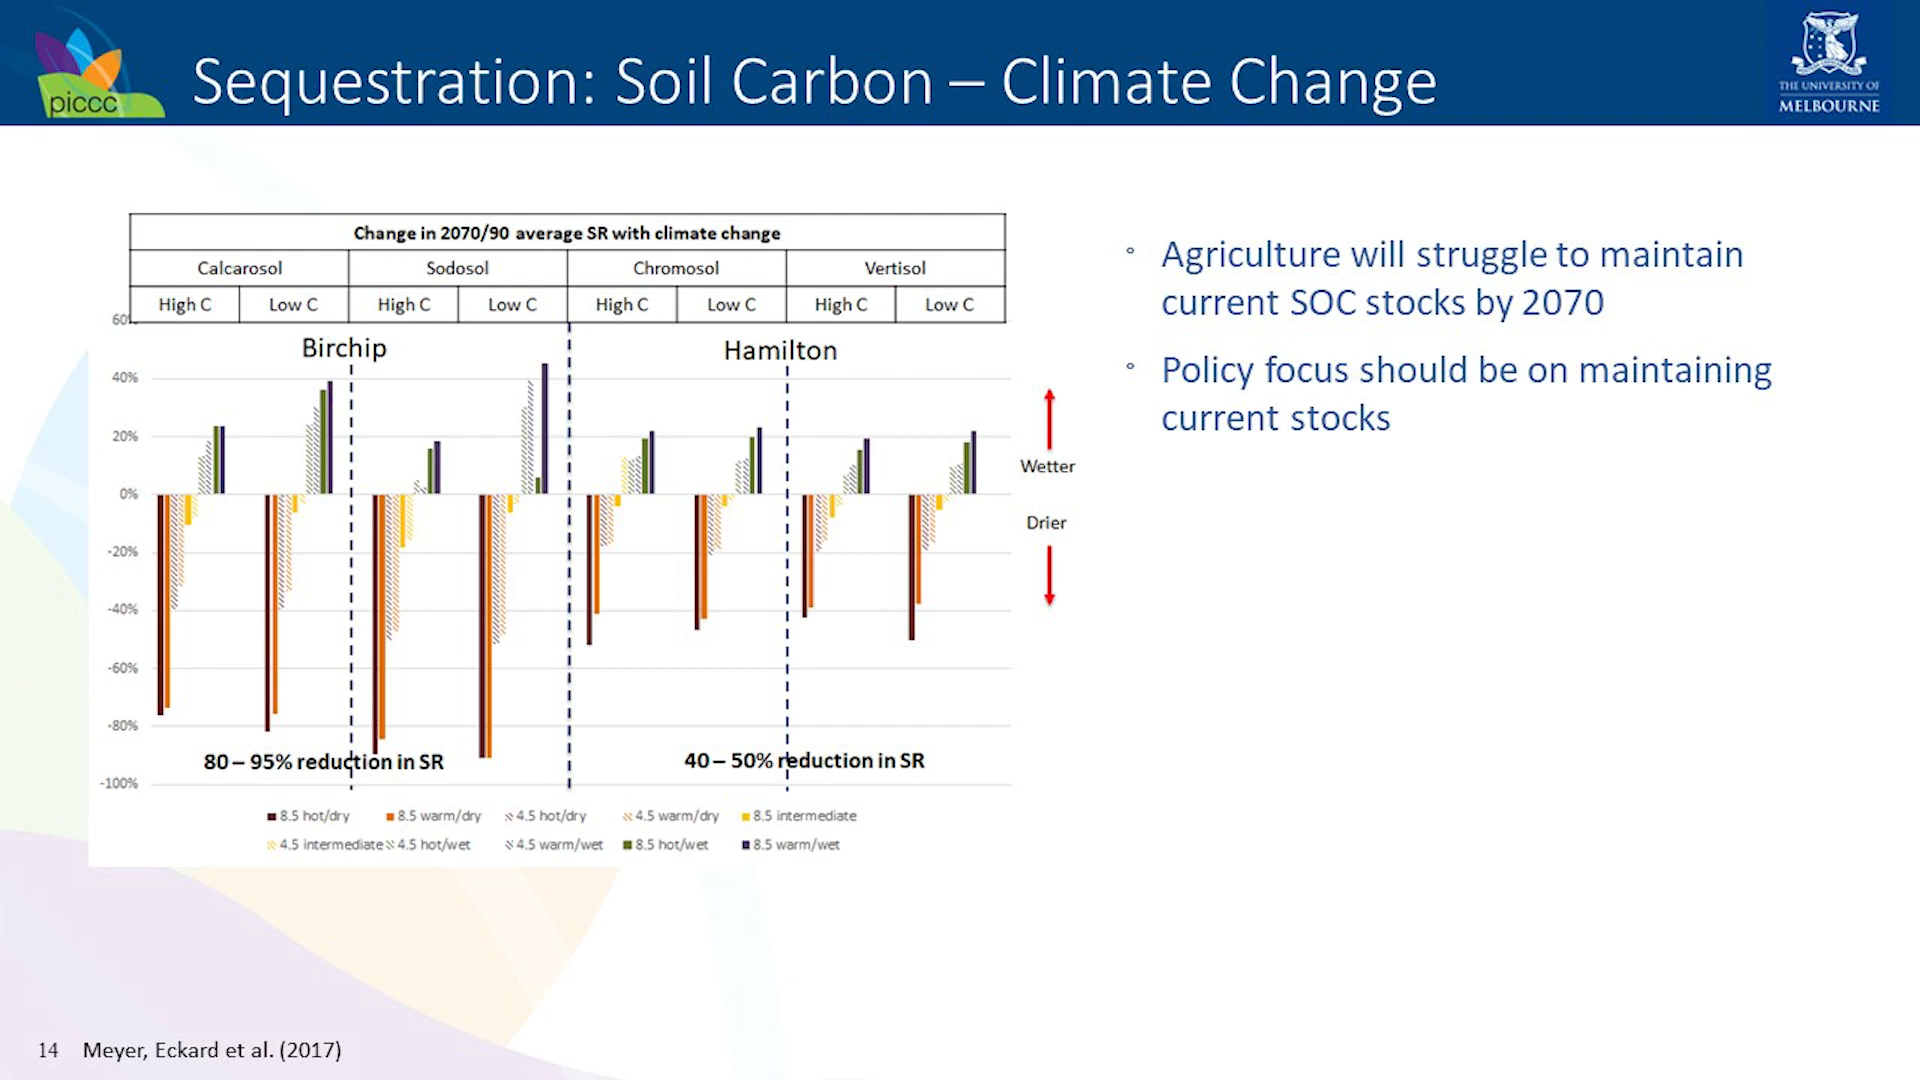 piccc
Sequestration: Soil Carbon – Climate Change
THE UNIVERSITY OF
MELBOURNE
Change in 2070/90 average SR with climate change
Calcarosol Sodosol Chromosol Vertisol
High C Low C High C Low C High C Low C High C Low C
60
Birchip Hamilton
40%
20%
0%
-20%
-40%
-60%
-80%
-100%
80 – 95% reduction in SR 40 – 50% reduction in SR
8.5 hot/dry 8.5 warm/dry 4.5 hot/dry 4.5 warm/dry 8.5 intermediate
4.5 intermediate 4.5 hot/wet 4.5 warm/wet 8.5 hot/wet 8.5 warm/wet
Wetter
Drier
° Agriculture will struggle to maintain
current SOC stocks by 2070
° Policy focus should be on maintaining
current stocks
14 Meyer, Eckard et al. (2017)